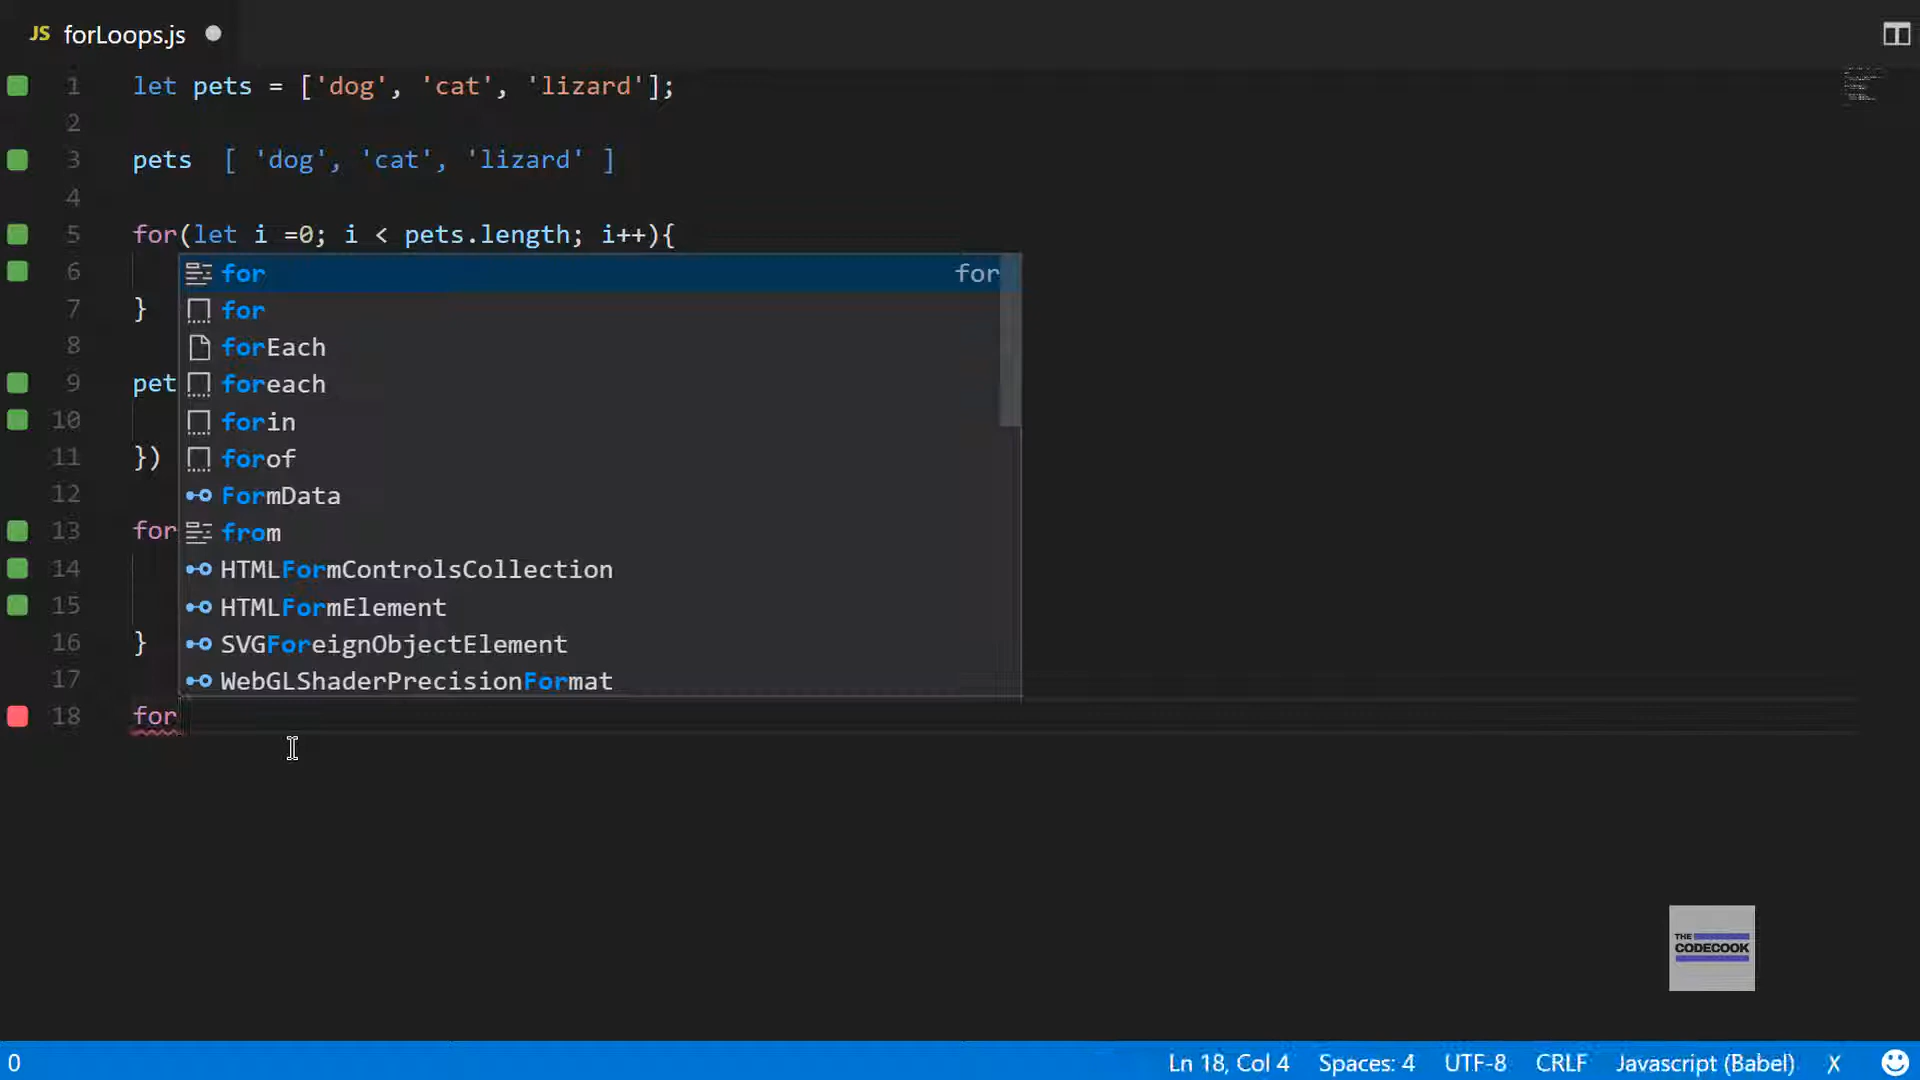 JS forLoops.js
1 let pets = ['dog', 'cat', 'lizard'];
2
3 pets [ 'dog', 'cat', 'lizard' ]
4
5 for(let i =0; i < pets.length; i++){
6 for for
7 } for
8 forEach
9 pet foreach
10 forin
11 }) forof
12 FormData
13 for from
14 HTMLFormControlsCollection
15 HTMLFormElement
16 } SVGForeignObjectElement
17 WebGLShaderPrecisionFormat
18 for
THE
CODECOOK
0 Ln 18, Col 4 Spaces: 4 UTF-8 CRLF Javascript (Babel) X